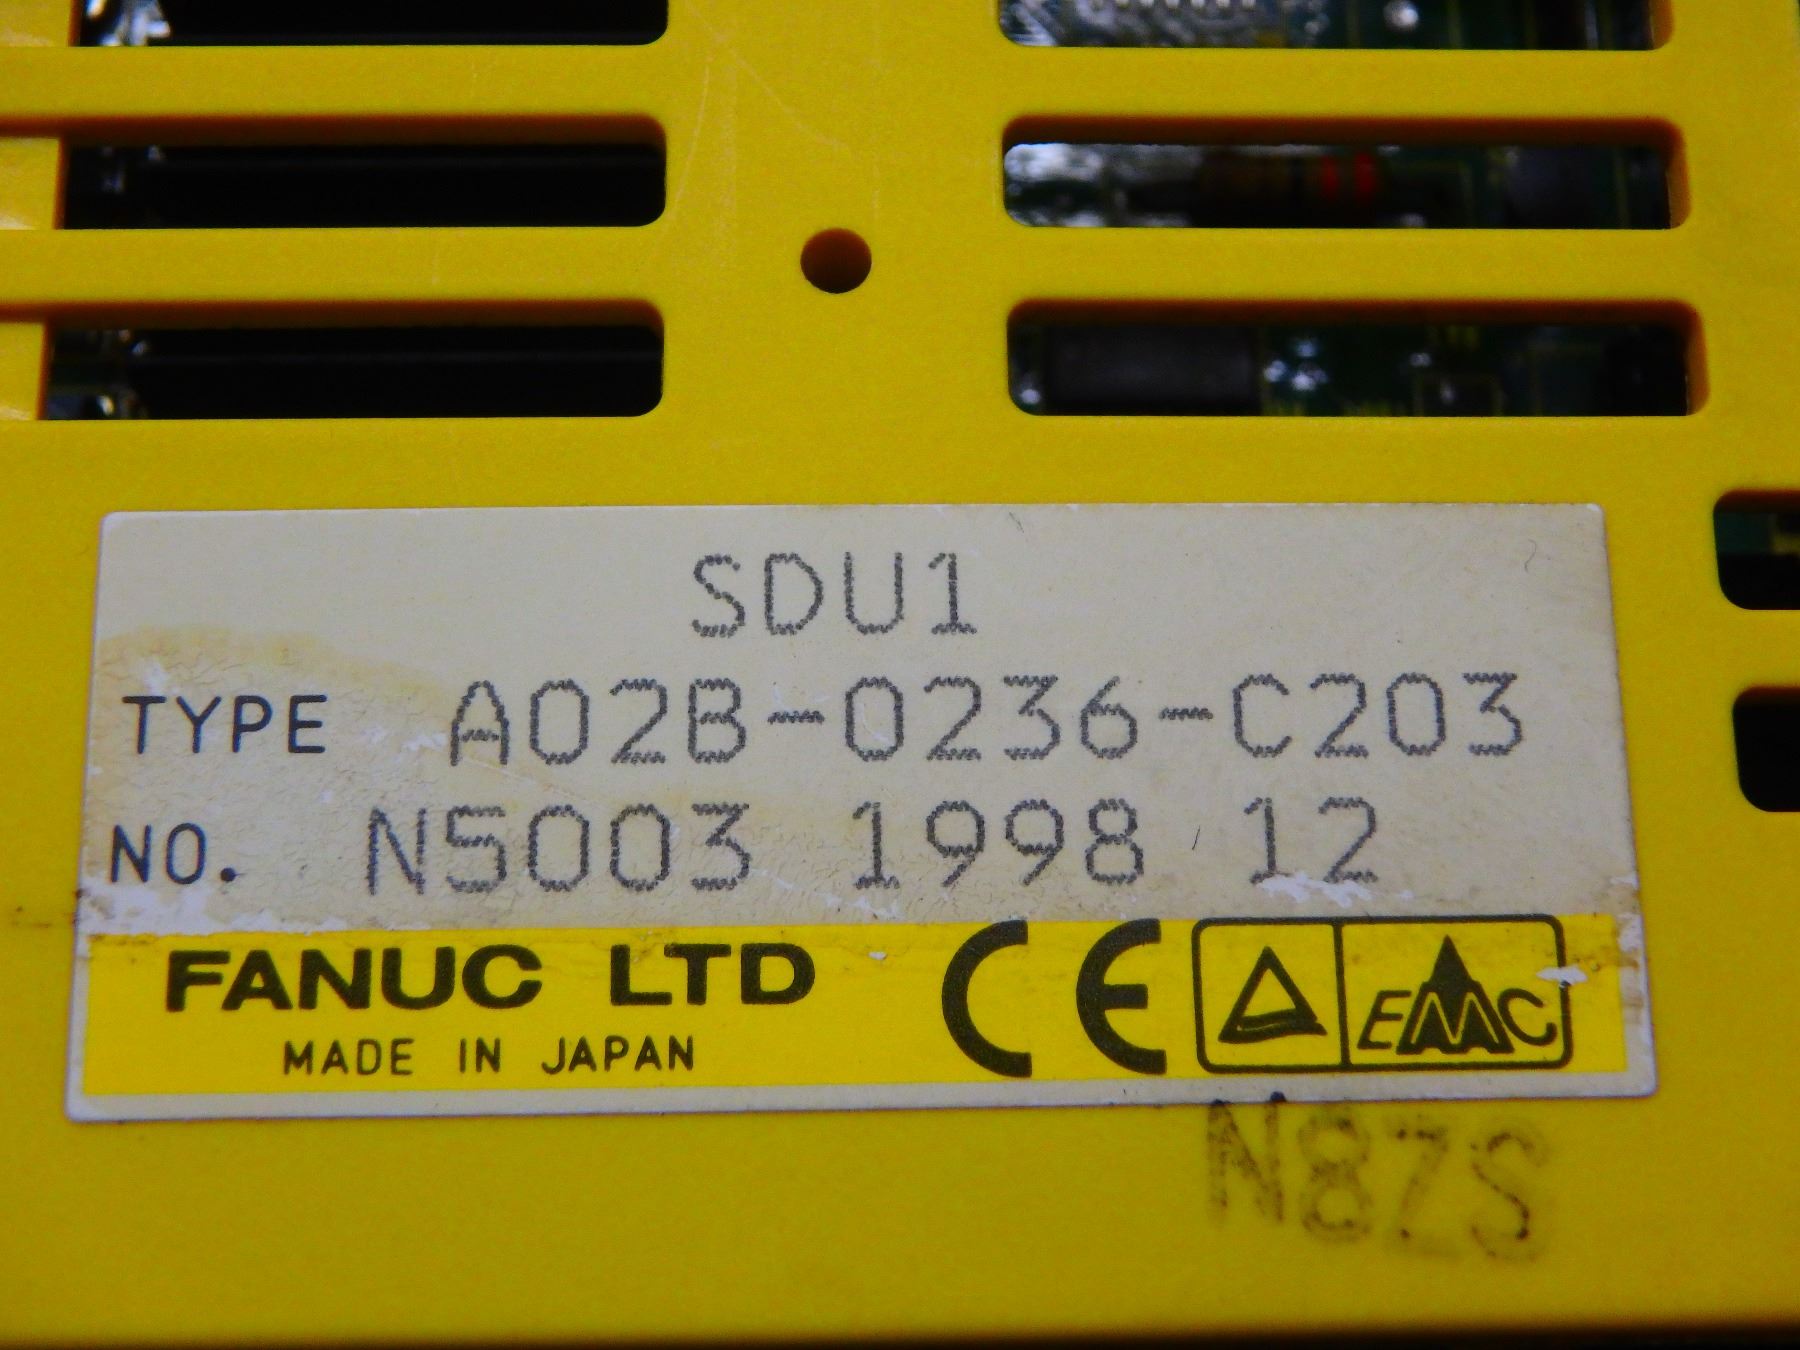 SDU1
TYPE A02B-0236-C203
NO. N5003 1998 12
FANUC LTD
MADE IN JAPAN
CE
EMC
N8ZS